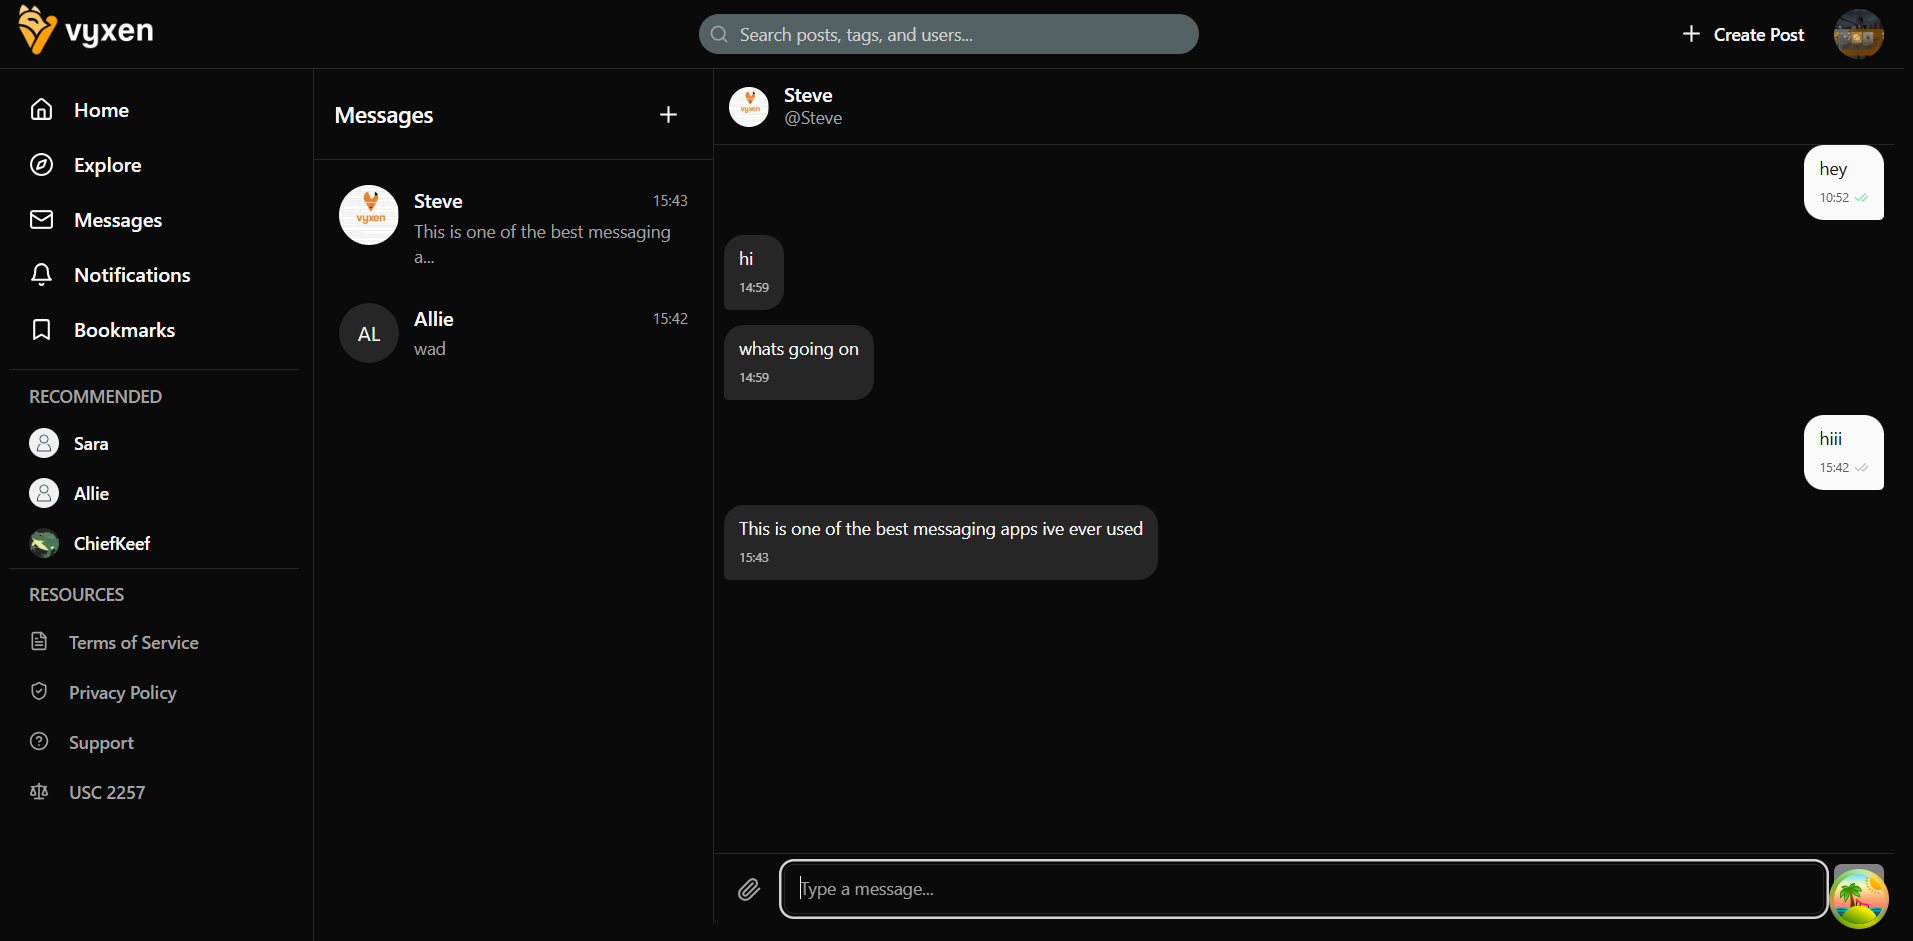 vyxen
Search posts, tags, and users...
Create Post
Home
Explore
Messages
Notifications
Bookmarks
RECOMMENDED
Sara
Allie
ChiefKeef
RESOURCES
Terms of Service
Privacy Policy
Support
USC 2257
Messages
vyxen
Steve
15:43
This is one of the best messaging
a...
AL
Allie
15:42
wad
vyxen
Steve
@Steve
hey
10:52
hi
14:59
whats going on
14:59
hiii
15:42
This is one of the best messaging apps ive ever used
15:43
Type a message...